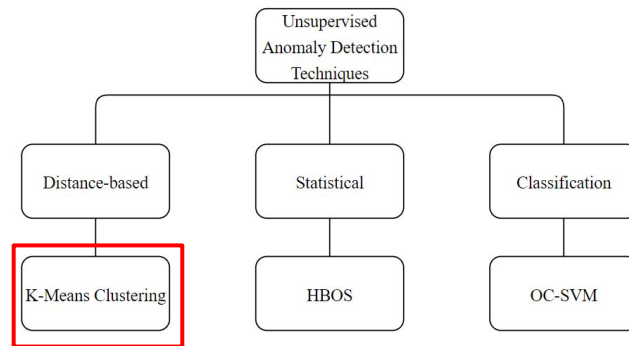 Unsupervised
Anomaly Detection
Techniques
Distance-based
Statistical
Classification
K-Means Clustering
HBOS
OC-SVM